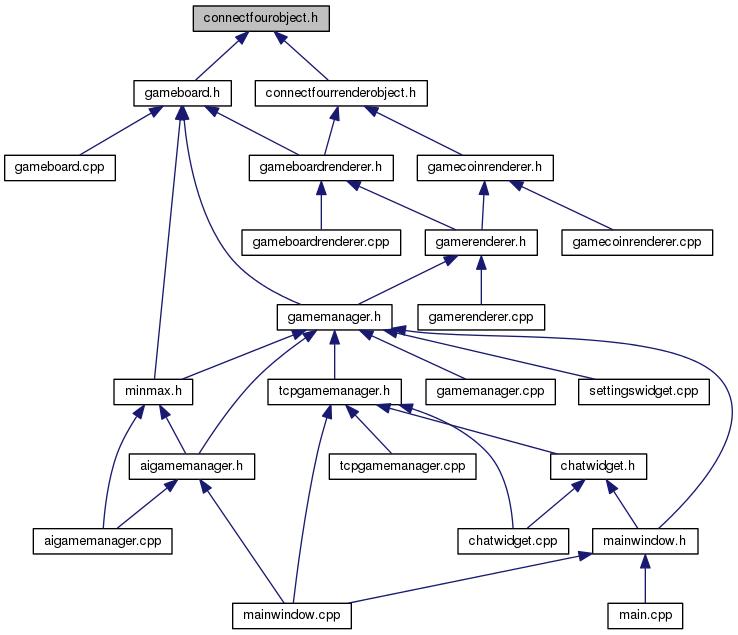 connectfourobject.h
gameboard.h
connectfourrenderobject.h
gameboard.cpp
gameboardrenderer.h
gamecoinrenderer.h
gameboardrenderer.cpp
gamerenderer.h
gamecoinrenderer.cpp
gamemanager.h
gamerenderer.cpp
minmax.h
tcpgamemanager.h
gamemanager.cpp
settingswidget.cpp
aigamemanager.h
tcpgamemanager.cpp
chatwidget.h
aigamemanager.cpp
chatwidget.cpp
mainwindow.h
mainwindow.cpp
main.cpp